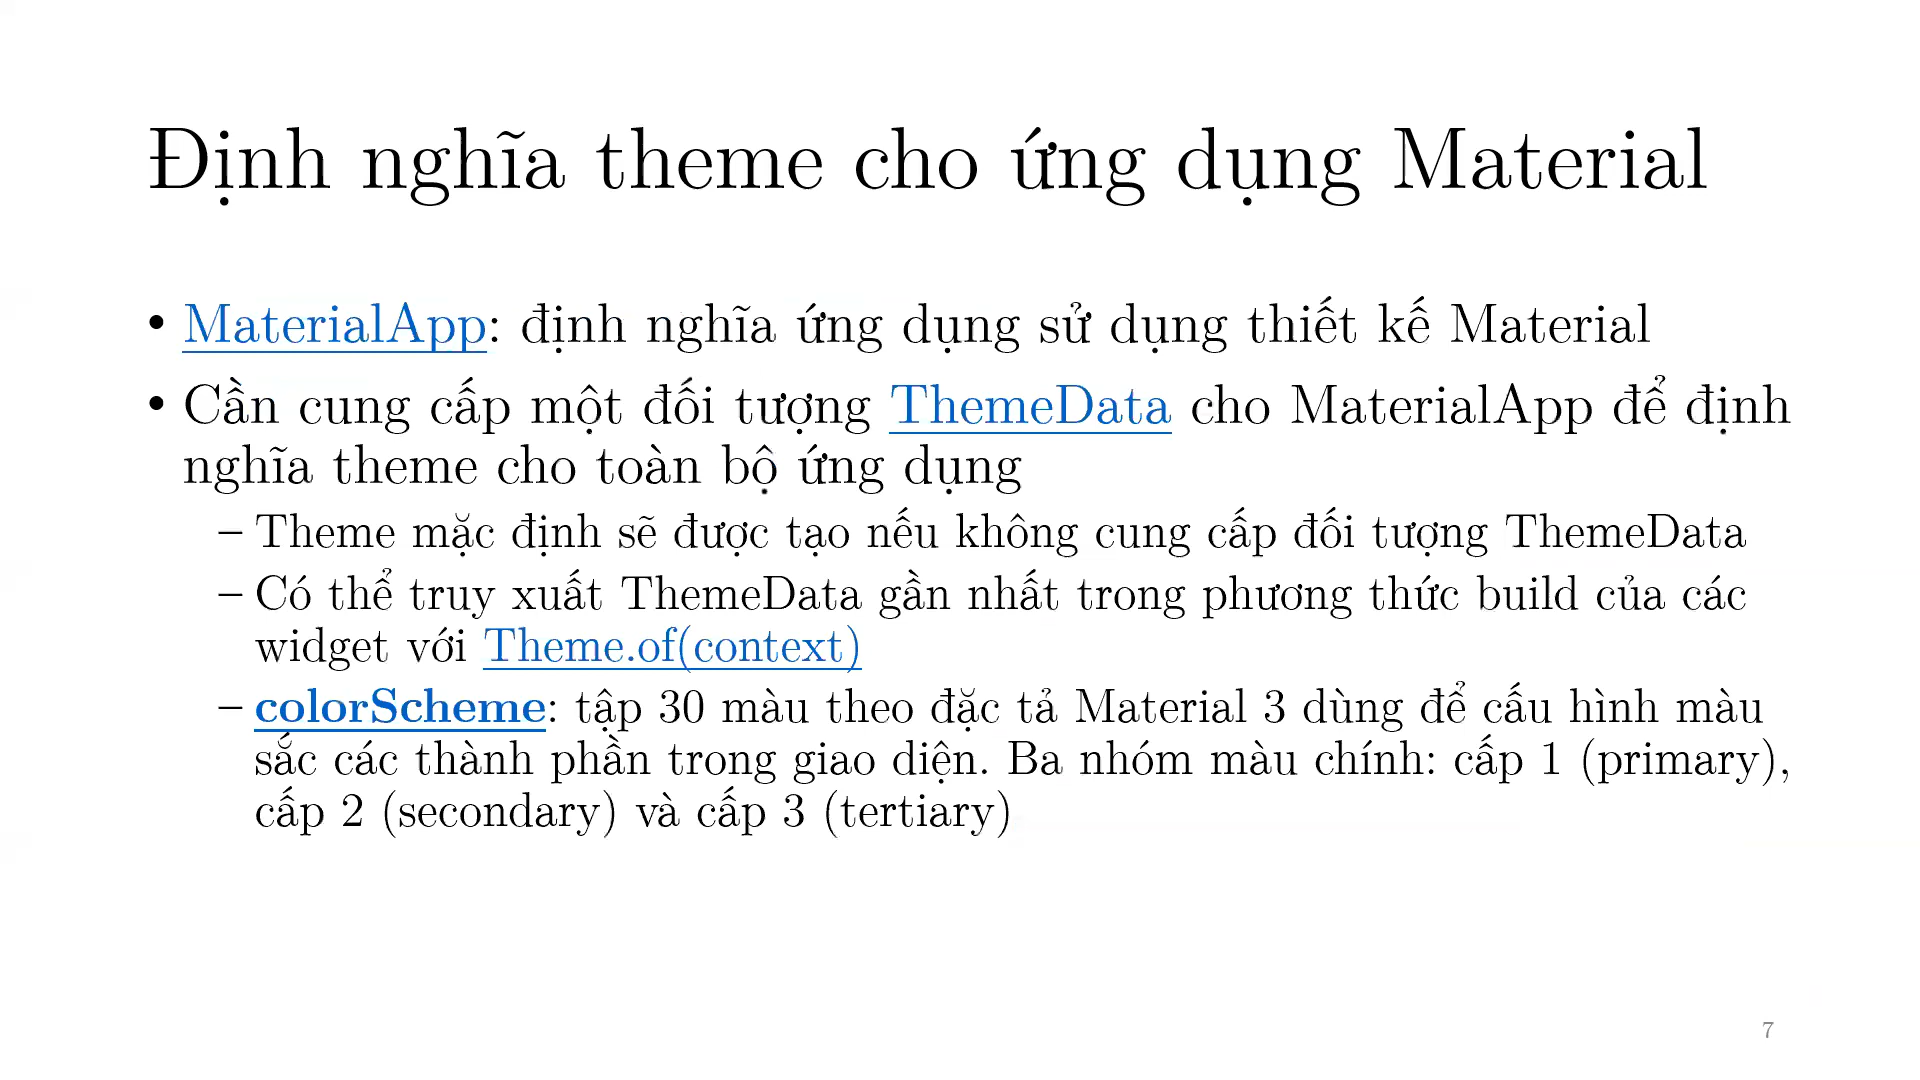 Định nghĩa theme cho ứng dụng Material
• MaterialApp: định nghĩa ứng dụng sử dụng thiết kế Material
• Cần cung cấp một đối tượng ThemeData cho MaterialApp để định
nghĩa theme cho toàn bộ ứng dụng
– Theme mặc định sẽ được tạo nếu không cung cấp đối tượng ThemeData
– Có thể truy xuất ThemeData gần nhất trong phương thức build của các
widget với Theme.of(context)
– colorScheme: tập 30 màu theo đặc tả Material 3 dùng để cấu hình màu
sắc các thành phần trong giao diện. Ba nhóm màu chính: cấp 1 (primary),
cấp 2 (secondary) và cấp 3 (tertiary)
7